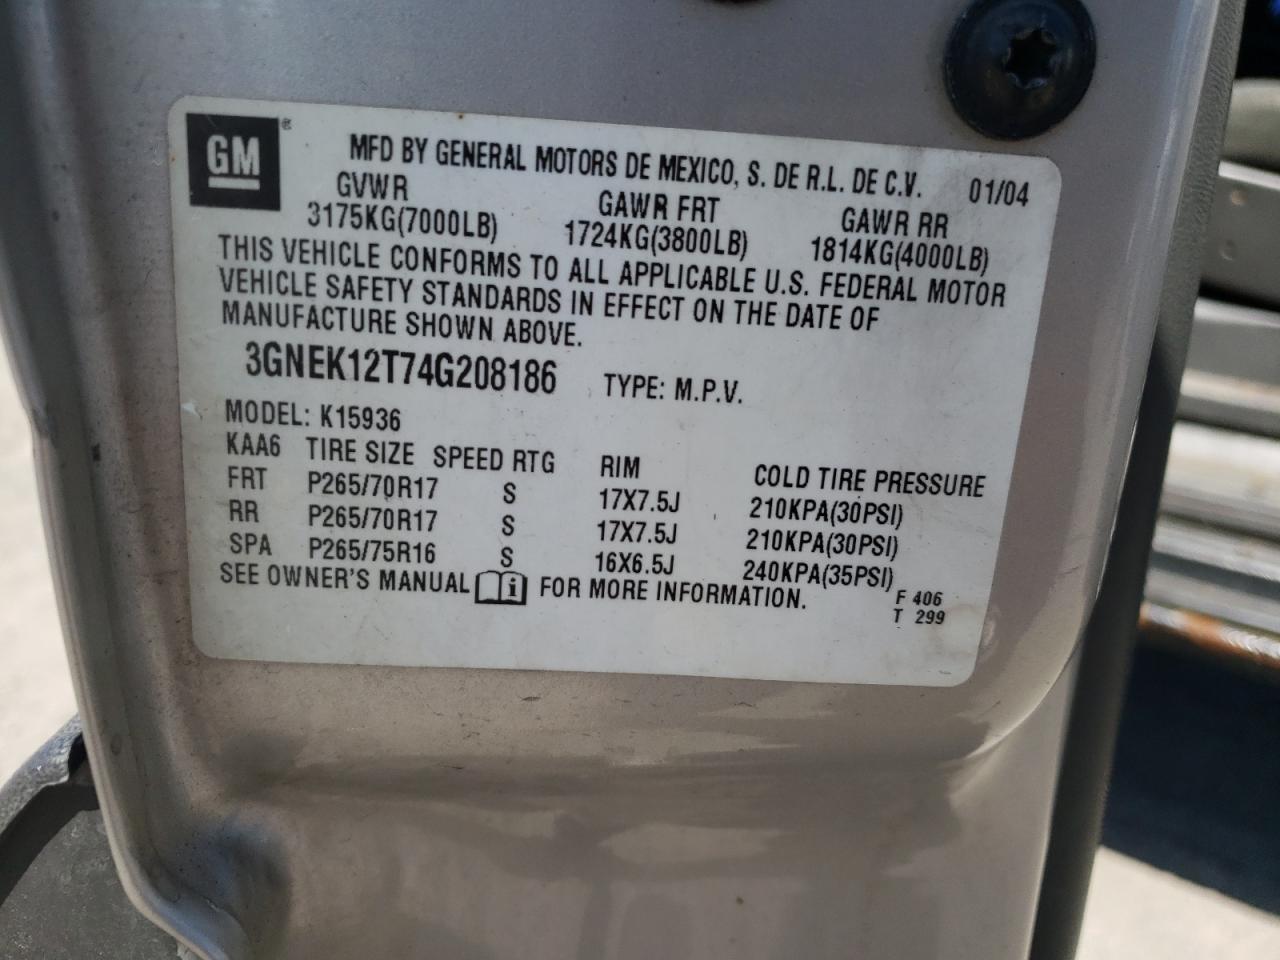 GM ®
MFD BY GENERAL MOTORS DE MEXICO, S. DE R.L. DE C.V. 01/04
GVWR GAWR FRT GAWR RR
3175KG(7000LB) 1724KG(3800LB) 1814KG(4000LB)
THIS VEHICLE CONFORMS TO ALL APPLICABLE U.S. FEDERAL MOTOR
VEHICLE SAFETY STANDARDS IN EFFECT ON THE DATE OF
MANUFACTURE SHOWN ABOVE.
3GNEK12T74G208186 TYPE: M.P.V.
MODEL: K15936
KAA6 TIRE SIZE SPEED RTG RIM COLD TIRE PRESSURE
FRT P265/70R17 S 17X7.5J 210KPA(30PSI)
RR P265/70R17 S 17X7.5J 210KPA(30PSI)
SPA P265/75R16 S 16X6.5J 240KPA(35PSI)
SEE OWNER'S MANUAL i FOR MORE INFORMATION.
F 406
T 299